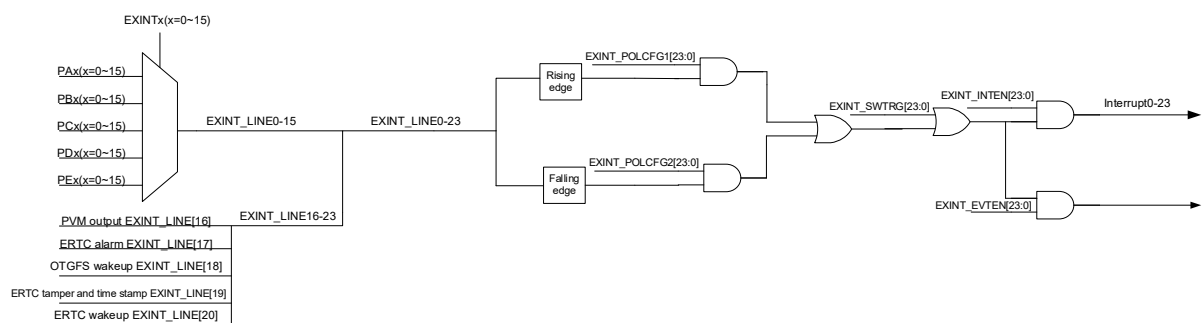 EXINTx(x=0~15)
PAx(x=0~15)
PBx(x=0~15)
PCx(x=0~15)
PDx(x=0~15)
PEx(x=0~15)
EXINT_LINE0-15
EXINT_LINE0-23
EXINT_LINE16-23
PVM output EXINT_LINE[16]
ERTC alarm EXINT_LINE[17]
OTGFS wakeup EXINT_LINE[18]
ERTC tamper and time stamp EXINT_LINE[19]
ERTC wakeup EXINT_LINE[20]
Rising
edge
EXINT_POLCFG1[23:0]
Falling
edge
EXINT_POLCFG2[23:0]
EXINT_SWTRG[23:0]
EXINT_INTEN[23:0]
Interrupt0-23
EXINT_EVTEN[23:0]